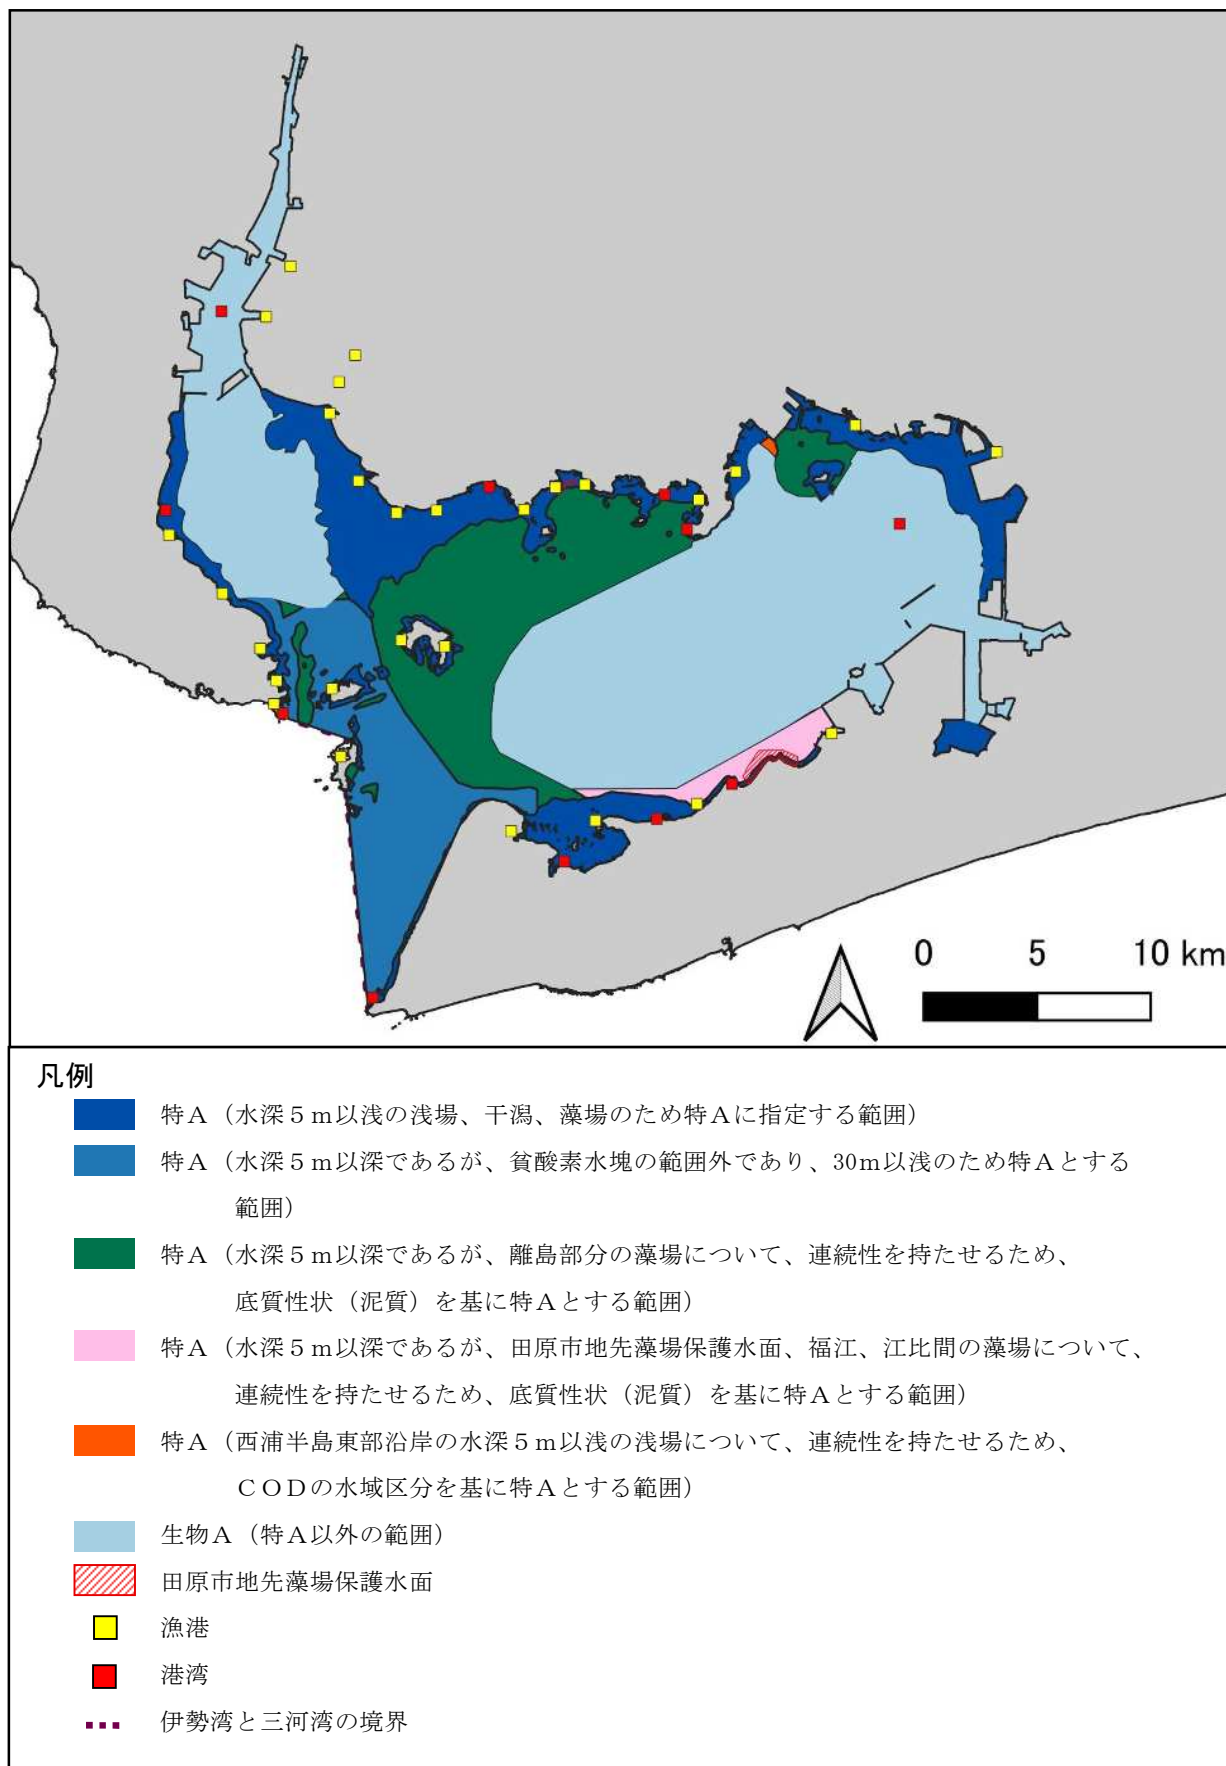 0 5 10 km
凡例
特A（水深５m以浅の浅場、干潟、藻場のため特Aに指定する範囲）
特A（水深５m以深であるが、貧酸素水塊の範囲外であり、30m以浅のため特Aとする
範囲）
特A（水深５m以深であるが、離島部分の藻場について、連続性を持たせるため、
底質性状（泥質）を基に特Aとする範囲）
特A（水深５m以深であるが、田原市地先藻場保護水面、福江、江比間の藻場について、
連続性を持たせるため、底質性状（泥質）を基に特Aとする範囲）
特A（西浦半島東部沿岸の水深５m以浅の浅場について、連続性を持たせるため、
ＣＯＤの水域区分を基に特Aとする範囲）
生物A（特A以外の範囲）
田原市地先藻場保護水面
漁港
港湾
伊勢湾と三河湾の境界